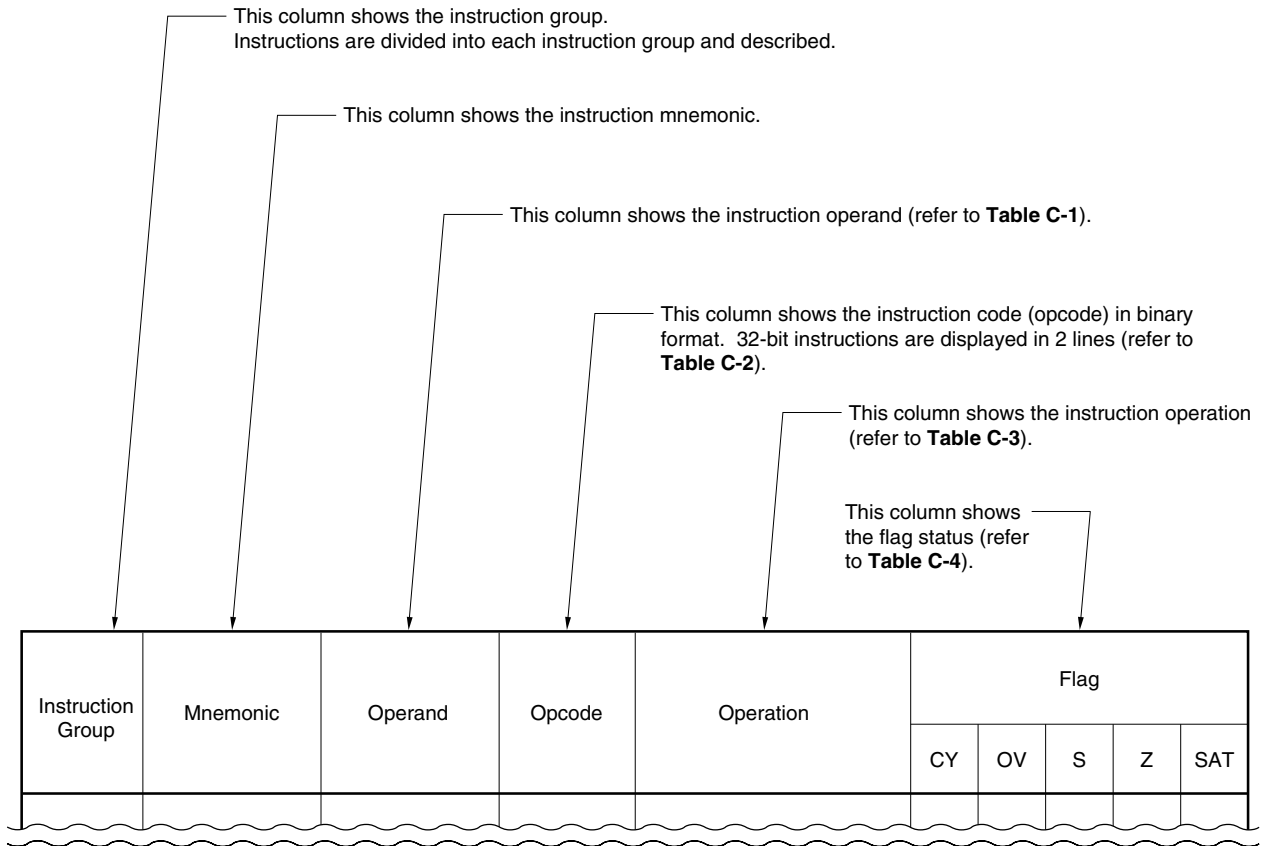 This column shows the instruction group.
Instructions are divided into each instruction group and described.
This column shows the instruction mnemonic.
This column shows the instruction operand (refer to Table C-1).
This column shows the instruction code (opcode) in binary
format. 32-bit instructions are displayed in 2 lines (refer to
Table C-2).
This column shows the instruction operation
(refer to Table C-3).
This column shows
the flag status (refer
to Table C-4).
Instruction
Group
Mnemonic
Operand
Opcode
Operation
Flag
CY
OV
S
Z
SAT